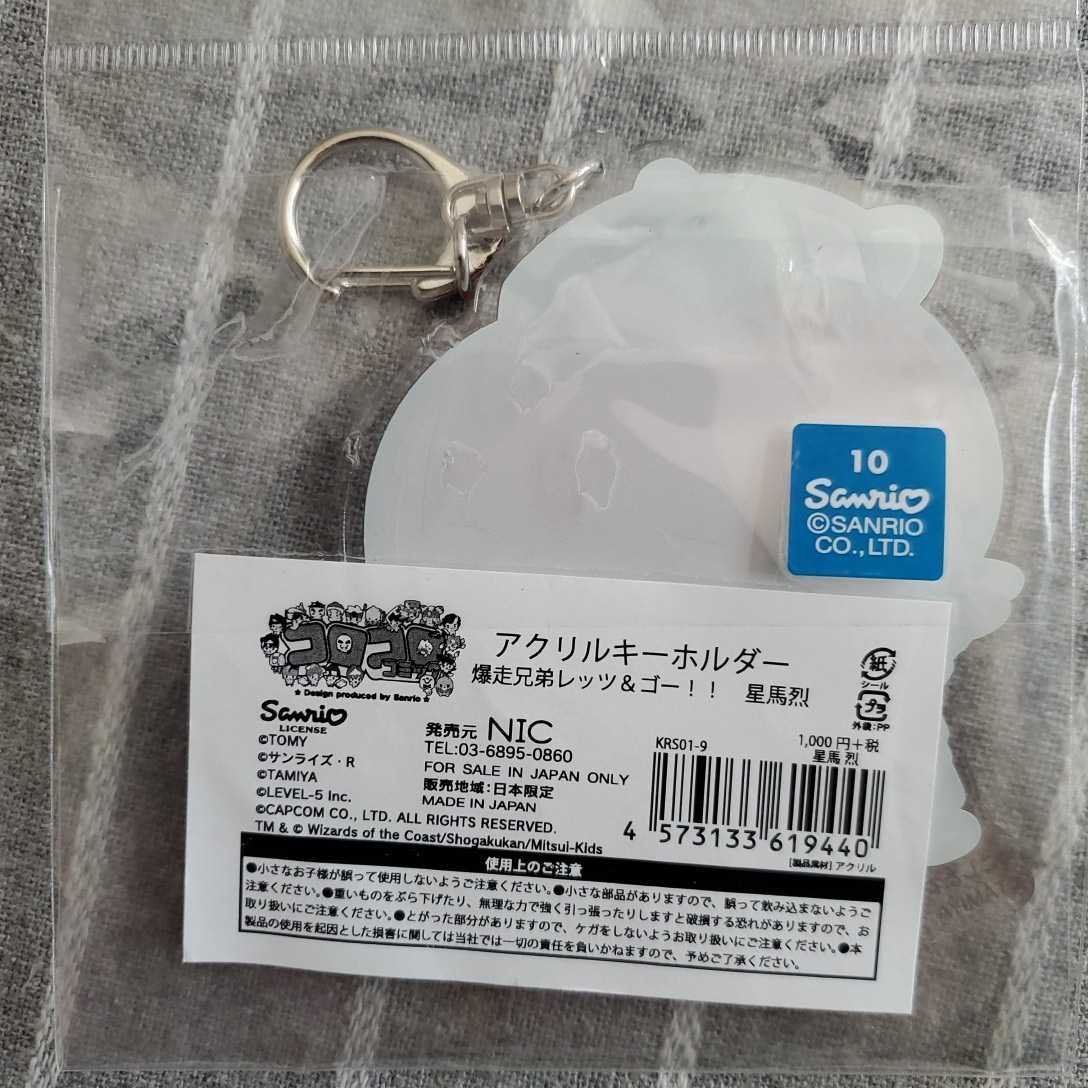 10
Sanrio
©SANRIO
CO.,LTD.
コロコロ
コミック
★ Design produced by Sanrio ★
アクリルキーホルダー
爆走兄弟レッツ&ゴー!! 星馬烈
紙
シール
プラ
外袋:PP
Sanrio
LICENSE
©TOMY
©サンライズ・R
©TAMIYA
©LEVEL-5 Inc.
©CAPCOM CO., LTD. ALL RIGHTS RESERVED.
TM & © Wizards of the Coast/Shogakukan/Mitsui-Kids
発売元 NIC
TEL:03-6895-0860
FOR SALE IN JAPAN ONLY
販売地域:日本限定
MADE IN JAPAN
KRS01-9
1,000円+税
星馬 烈
4 573133 619440
[製品素材] アクリル
使用上のご注意
●小さなお子様が誤って使用しないようご注意ください。●小さな部品がありますので、誤って飲み込まないようご
注意ください。●重いものをぶら下げたり、無理な力で強く引っ張ったりしますと破損する恐れがありますので、お
取り扱いにご注意ください。●とがった部分がありますので、ケガをしないようお取り扱いにご注意ください。●本
製品の使用を起因とした損害に関しては当社では一切の責任を負いかねますので、予めご了承ください。